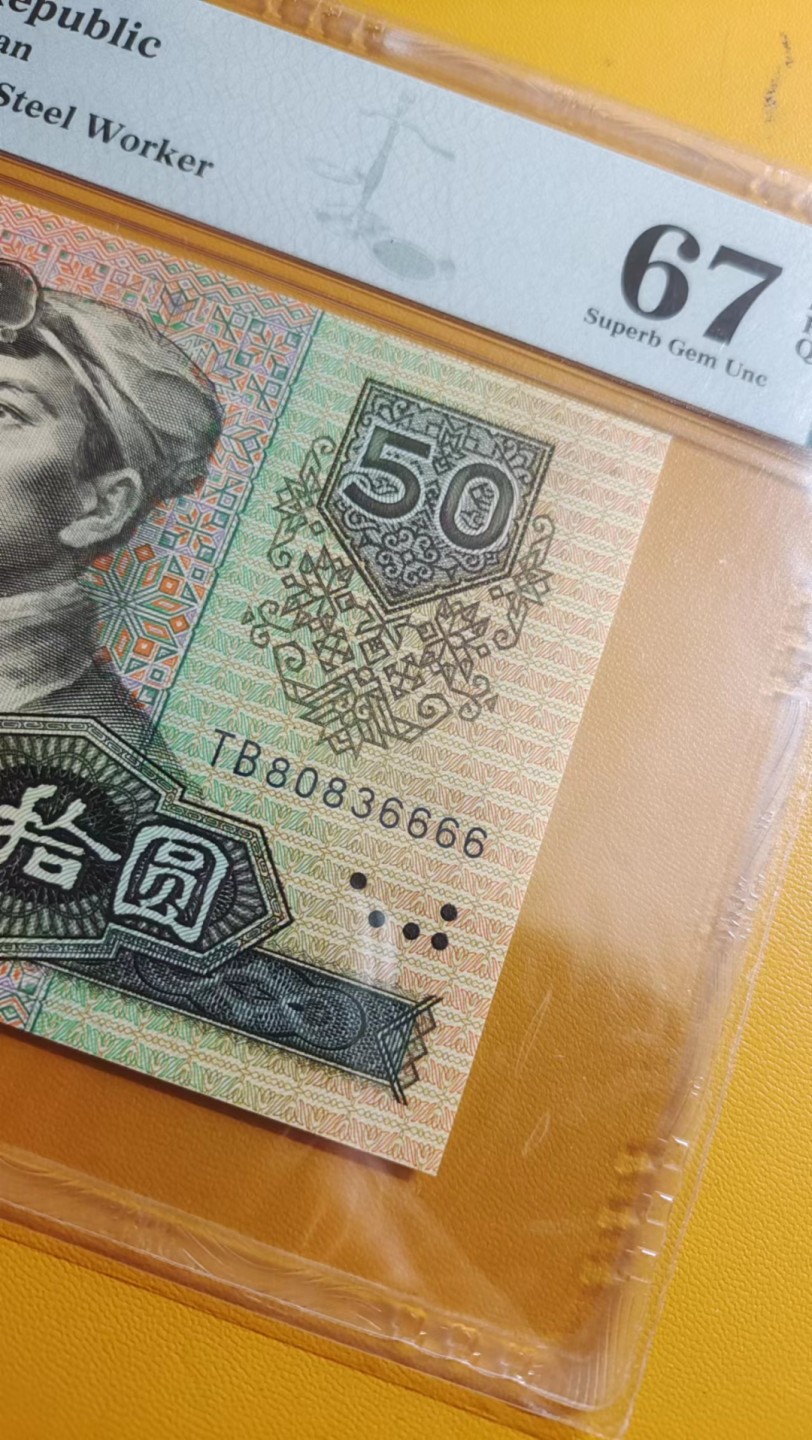 Republic
an
Steel Worker
67
Superb Gem Unc
50
TB80836666
拾圆